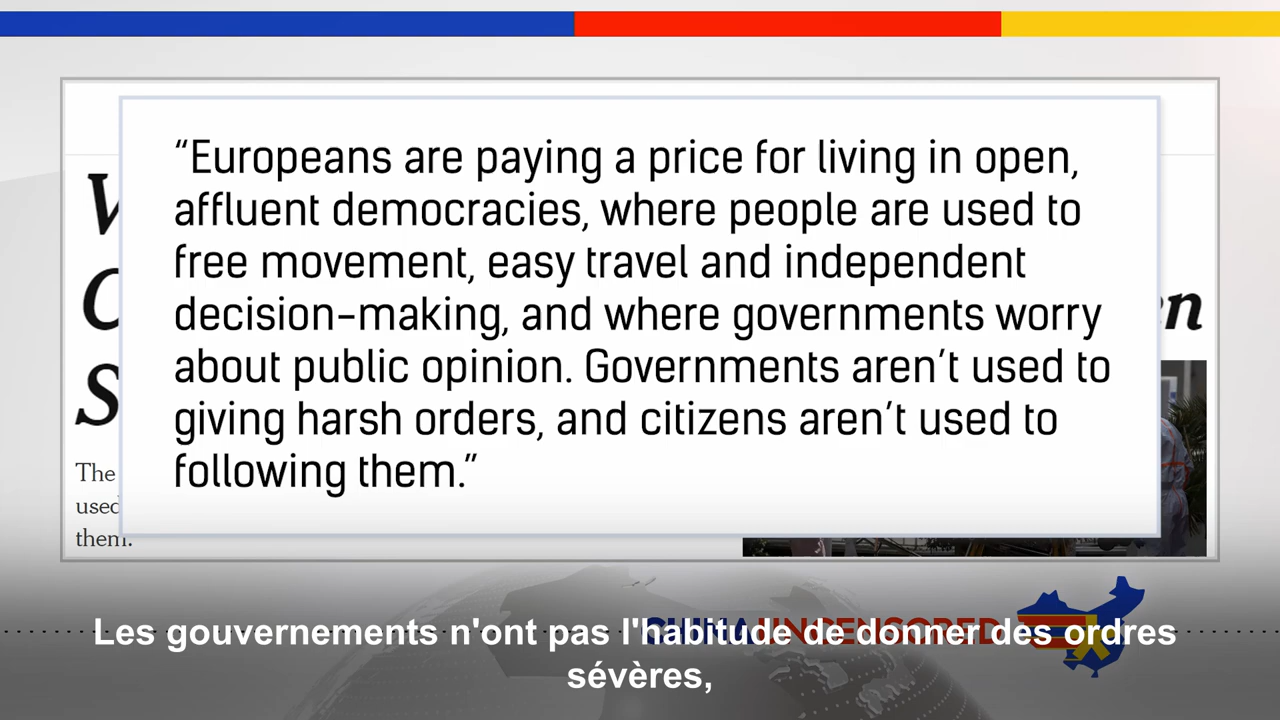 “Europeans are paying a price for living in open,
affluent democracies, where people are used to
free movement, easy travel and independent
decision-making, and where governments worry
about public opinion. Governments aren’t used to
giving harsh orders, and citizens aren’t used to
following them.”
The
used
them.
CHINA UNCENSORED
Les gouvernements n'ont pas l'habitude de donner des ordres
sévères,